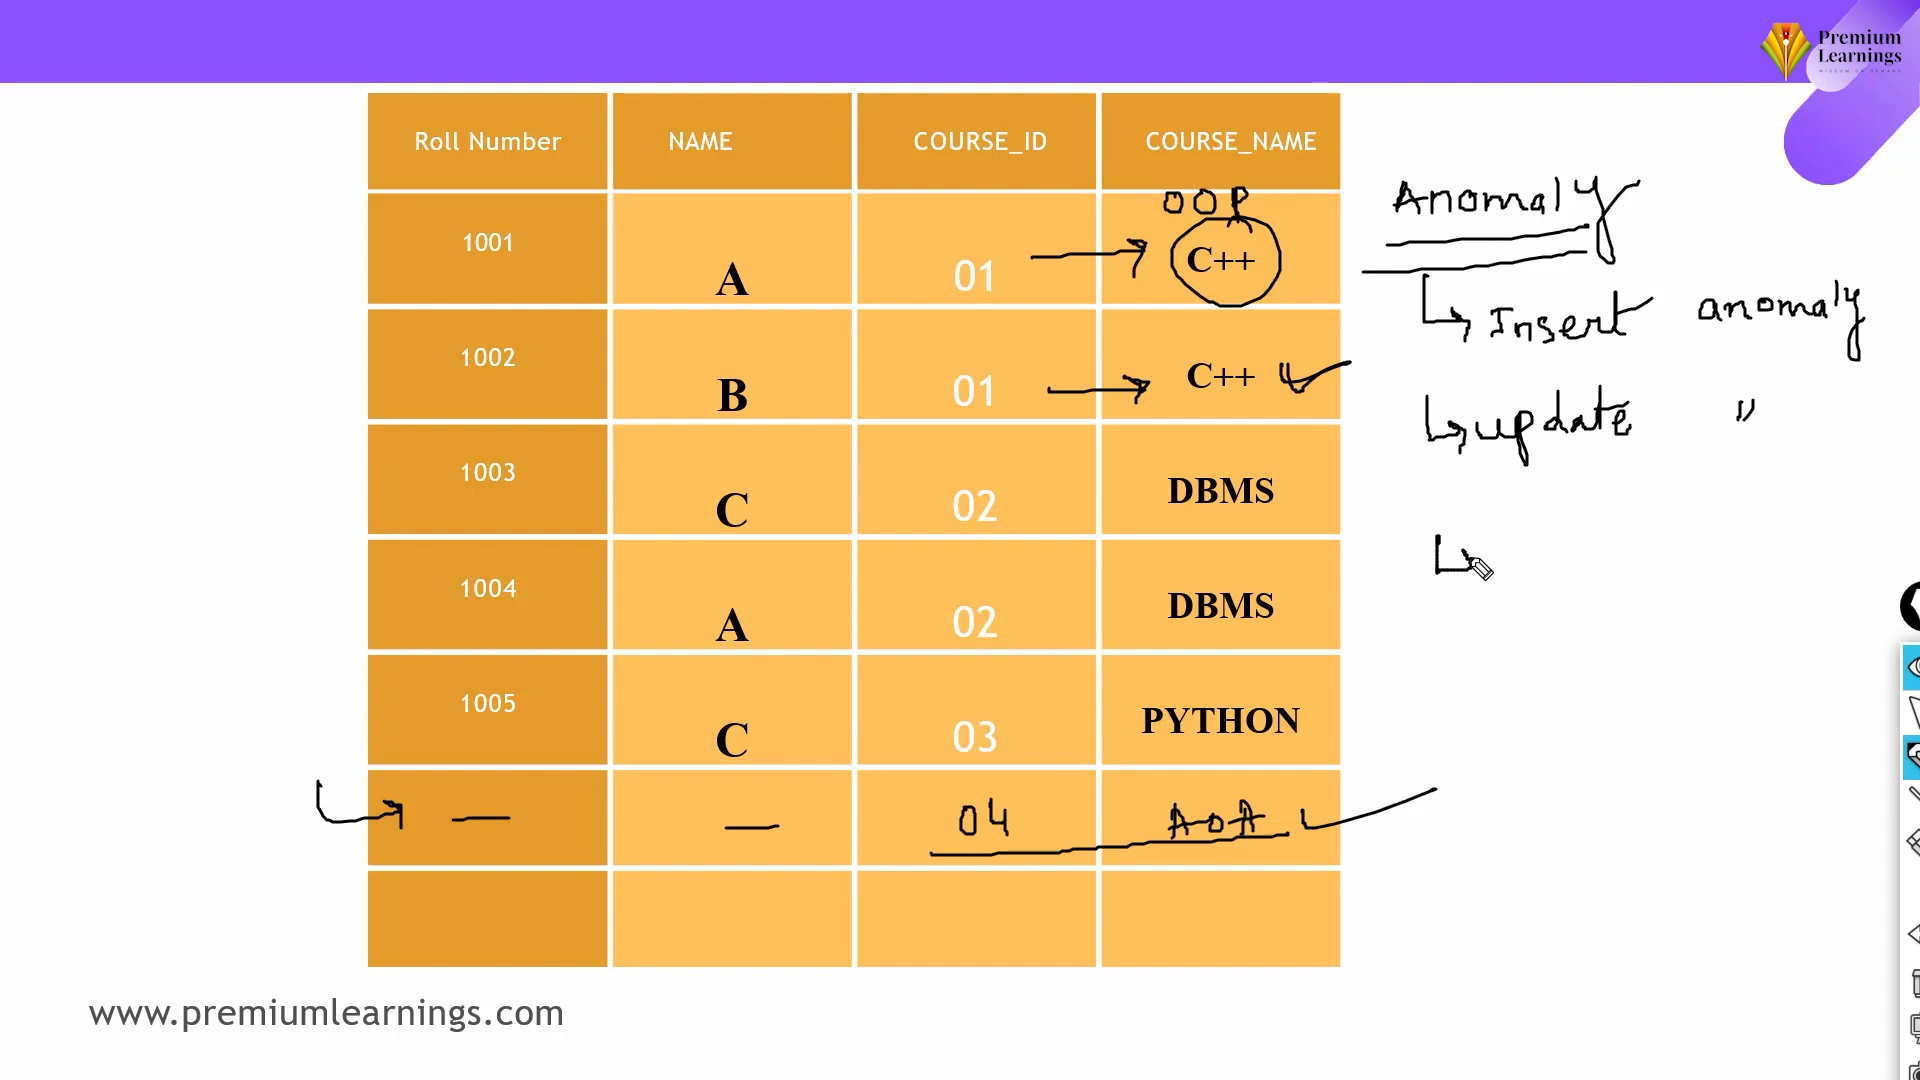 Premium
Learnings
Roll Number NAME COURSE_ID COURSE_NAME
OOP
1001 A 01 C++
1002 B 01 C++
1003 C 02 DBMS
1004 A 02 DBMS
1005 C 03 PYTHON
— — 04 AOA
Anomaly
Insert anomaly
update "
www.premiumlearnings.com